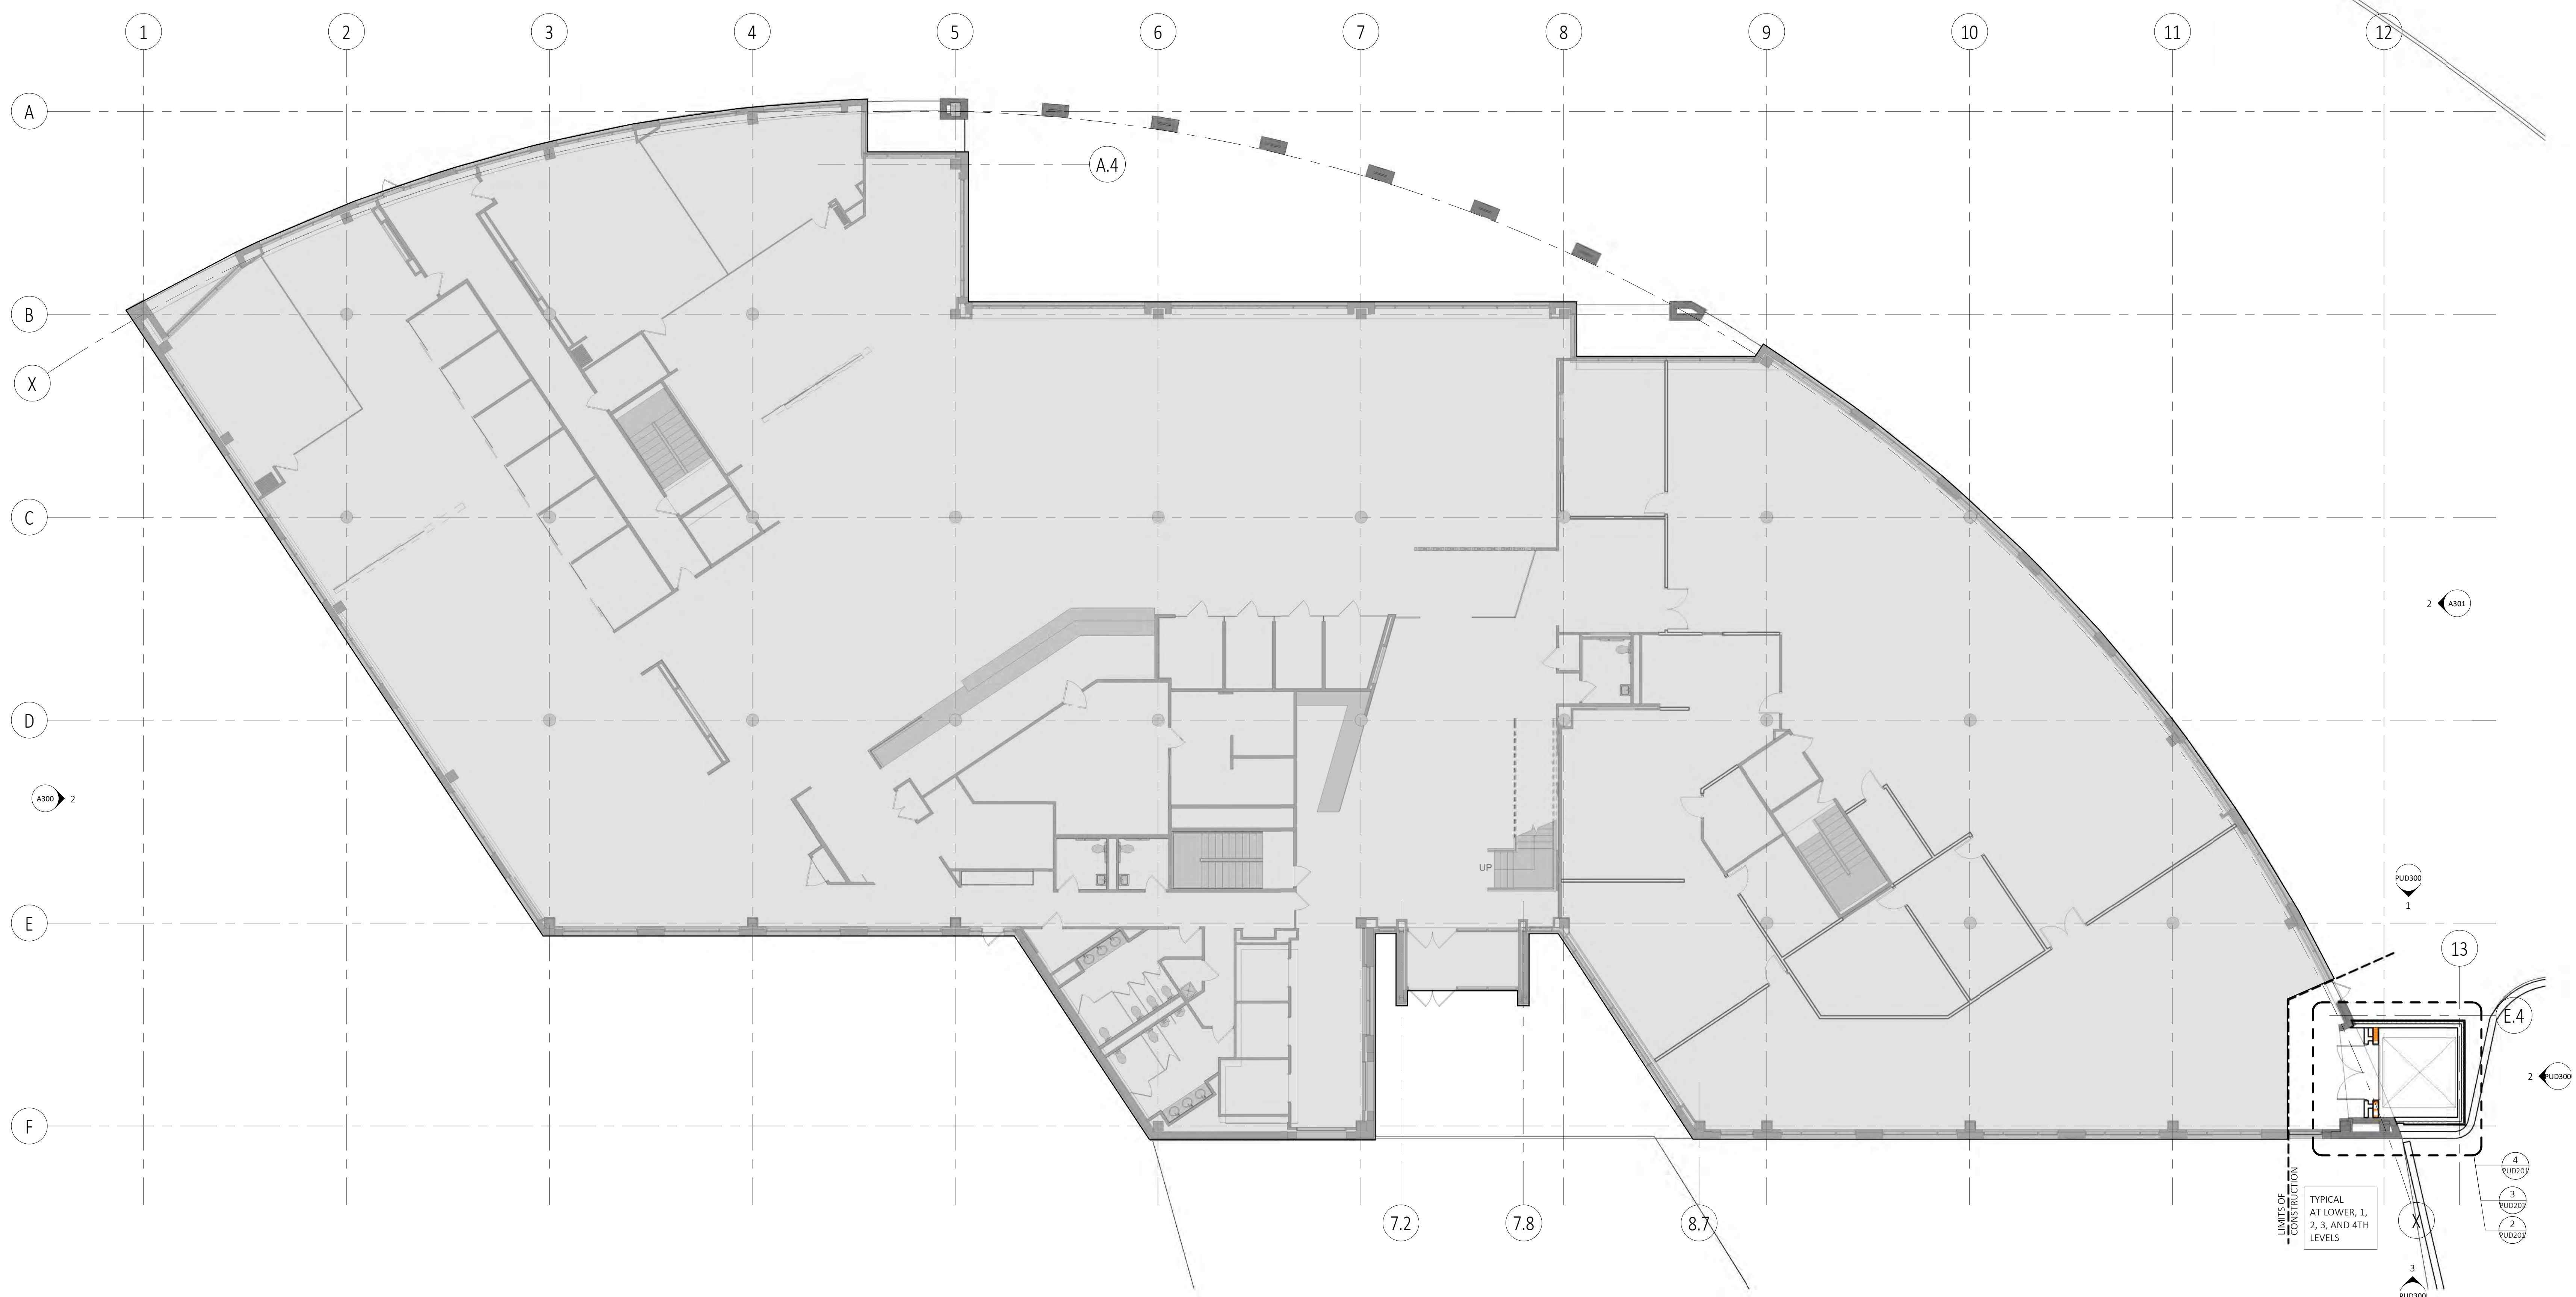 1 2 3 4 5 6 7 8 9 10 11 12
A
A.4
B
X
C
2 A301
D
A300 2
UP
PUD300
1
E
13
E.4
2 PUD300
F
4
PUD201
3
PUD201
2
PUD201
LIMITS OF
CONSTRUCTION
TYPICAL
AT LOWER, 1,
2, 3, AND 4TH
LEVELS
7.2 7.8 8.7 X
3
PUD300